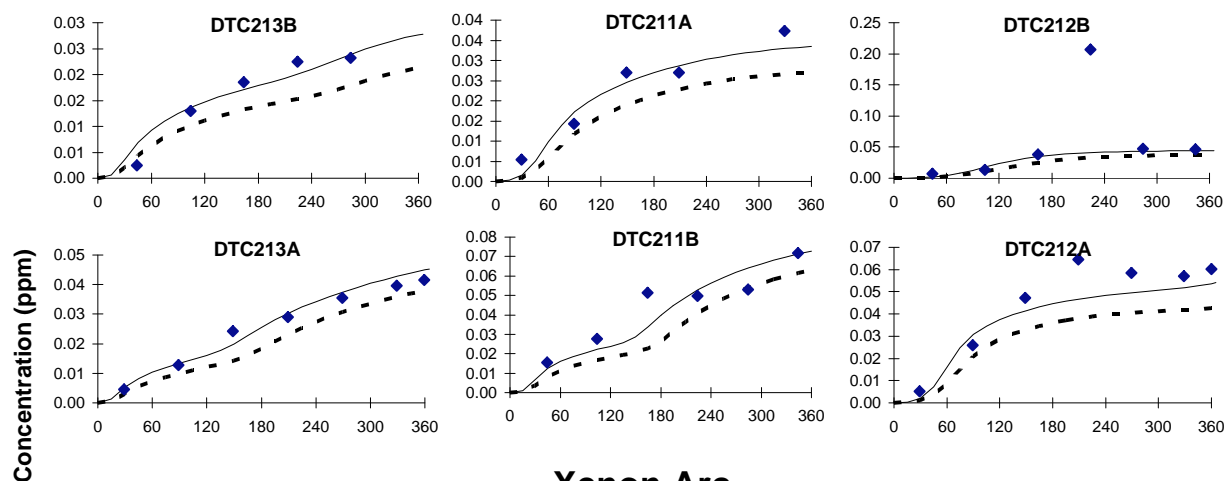 DTC213B DTC211A DTC212B
0.03 0.04 0.25
0.03 0.04 0.20
0.02 0.03 0.15
0.02 0.03 0.10
0.01 0.02 0.05
0.01 0.02 0.00
0.00 0.01
0.01
0.00
0 60 120 180 240 300 360 0 60 120 180 240 300 360 0 60 120 180 240 300 360
DTC213A DTC211B DTC212A
0.05 0.08 0.07
0.04 0.07 0.06
0.03 0.06 0.05
0.02 0.05 0.04
0.01 0.04 0.03
0.00 0.03 0.02
0.02 0.01
0.01 0.00
0.00
0 60 120 180 240 300 360 0 60 120 180 240 300 360 0 60 120 180 240 300 360
Concentration (ppm)